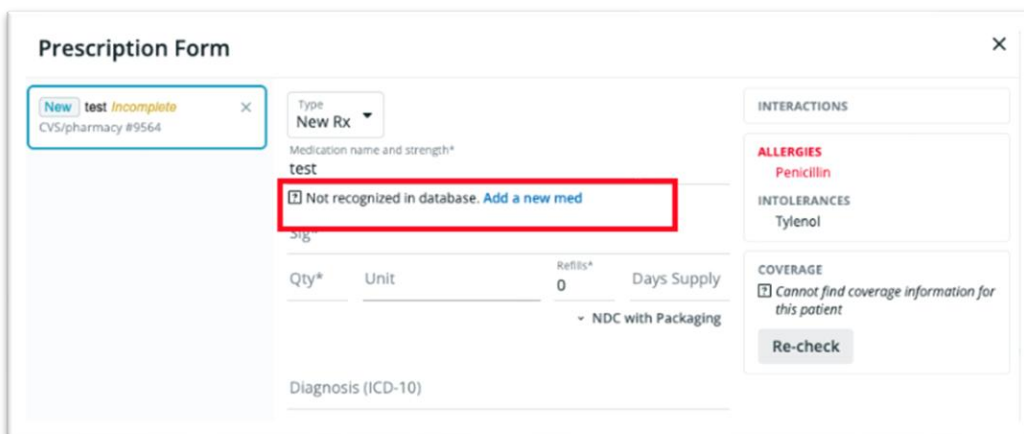 Prescription Form
×
New test Incomplete ×
CVS/pharmacy #9564
Type
New Rx
Medication name and strength*
test
? Not recognized in database. Add a new med
Sig*
Qty* Unit Refills* 0 Days Supply
NDC with Packaging
Diagnosis (ICD-10)
INTERACTIONS
ALLERGIES
Penicillin
INTOLERANCES
Tylenol
COVERAGE
? Cannot find coverage information for
this patient
Re-check